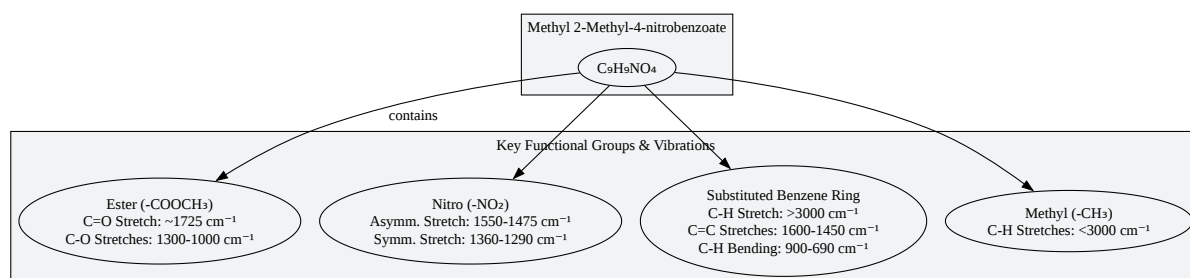 Methyl 2-Methyl-4-nitrobenzoate
C₉H₉NO₄
contains
Key Functional Groups & Vibrations
Ester (-COOCH₃)
C=O Stretch: ~1725 cm⁻¹
C-O Stretches: 1300-1000 cm⁻¹
Nitro (-NO₂)
Asymm. Stretch: 1550-1475 cm⁻¹
Symm. Stretch: 1360-1290 cm⁻¹
Substituted Benzene Ring
C-H Stretch: >3000 cm⁻¹
C=C Stretches: 1600-1450 cm⁻¹
C-H Bending: 900-690 cm⁻¹
Methyl (-CH₃)
C-H Stretches: <3000 cm⁻¹